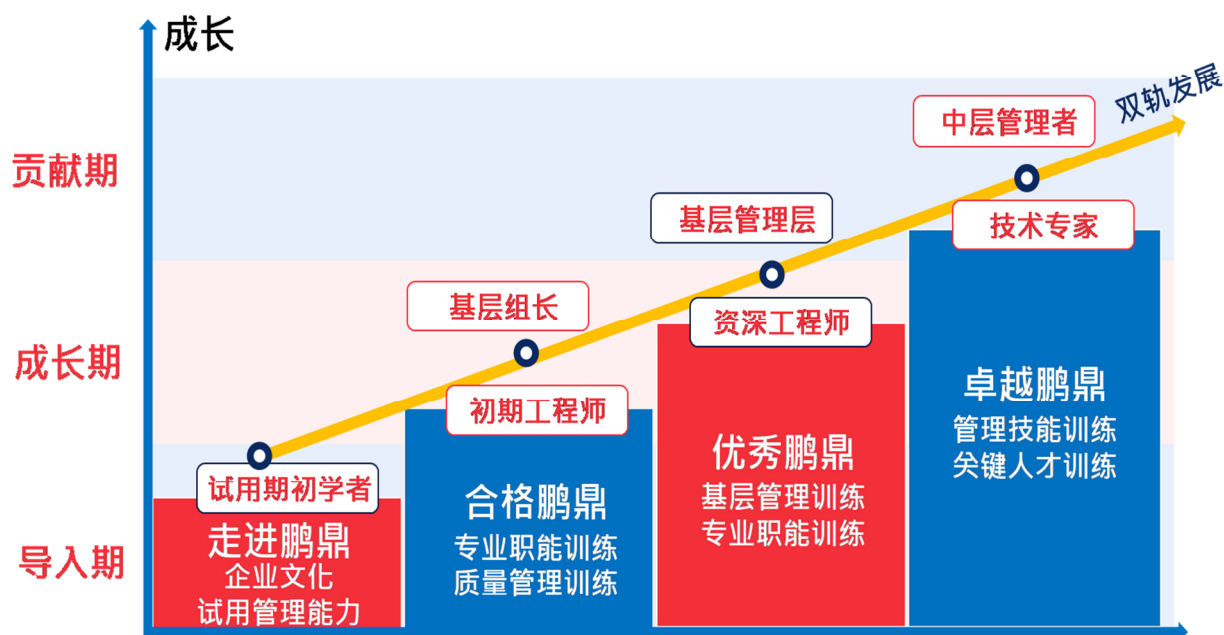 成长
双轨发展
贡献期
中层管理者
技术专家
基层管理层
资深工程师
成长期
基层组长
初期工程师
试用期初学者
导入期
走进鹏鼎
企业文化
试用管理能力
合格鹏鼎
专业职能训练
质量管理训练
优秀鹏鼎
基层管理训练
专业职能训练
卓越鹏鼎
管理技能训练
关键人才训练